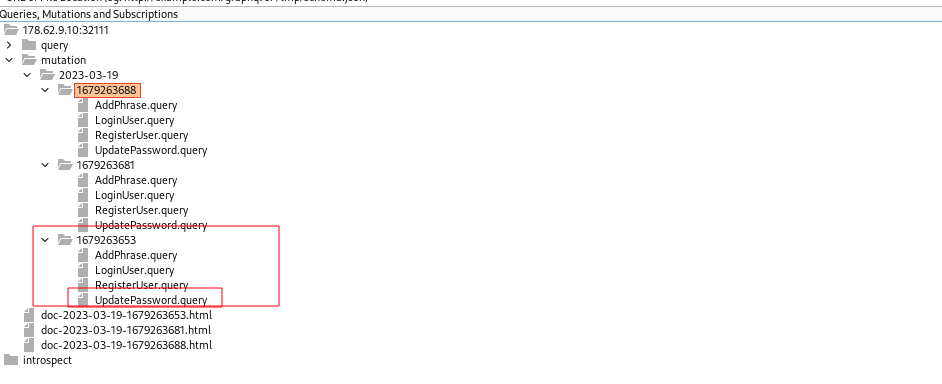 Queries, Mutations and Subscriptions
178.62.9.10:32111
query
mutation
2023-03-19
1679263688
AddPhrase.query
LoginUser.query
RegisterUser.query
UpdatePassword.query
1679263681
AddPhrase.query
LoginUser.query
RegisterUser.query
UpdatePassword.query
1679263653
AddPhrase.query
LoginUser.query
RegisterUser.query
UpdatePassword.query
doc-2023-03-19-1679263653.html
doc-2023-03-19-1679263681.html
doc-2023-03-19-1679263688.html
introspect